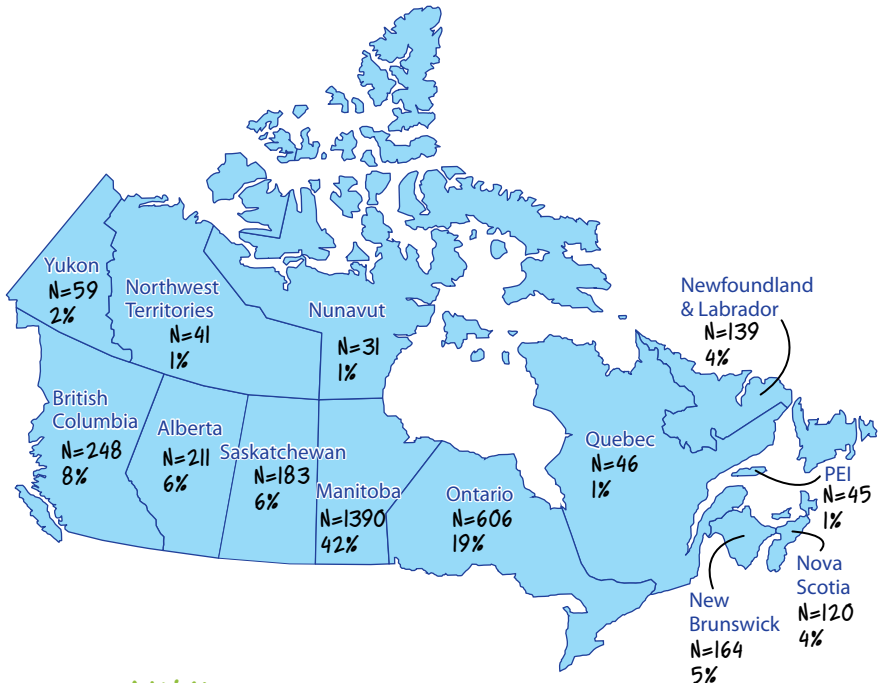 Yukon
N=59
2%
Northwest
Territories
N=41
1%
Nunavut
N=31
1%
Newfoundland
& Labrador
N=139
4%
British
Columbia
N=248
8%
Alberta
N=211
6%
Saskatchewan
N=183
6%
Manitoba
N=1390
42%
Ontario
N=606
19%
Quebec
N=46
1%
PEI
N=45
1%
Nova
Scotia
N=120
4%
New
Brunswick
N=164
5%